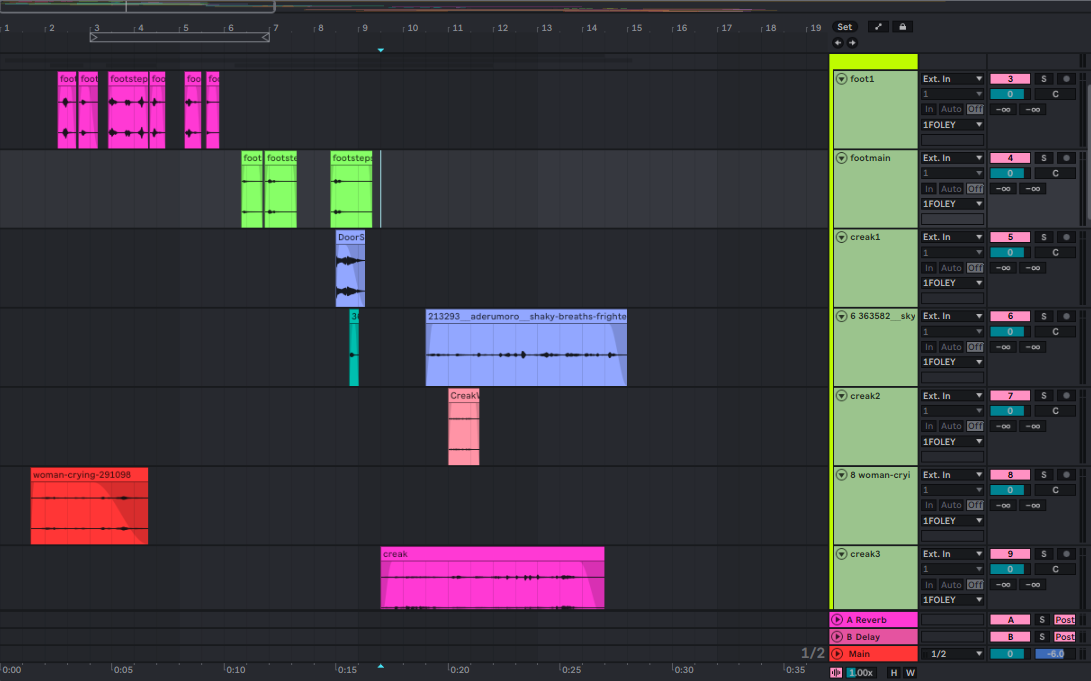 1 2 3 4 5 6 7 8 9 10 11 12 13 14 15 16 17 18 19 Set
foot foot footstep foo foo foo
foot1 Ext. In 3 S
1 0 C
In Auto Off -∞ -∞
1FOLEY
foot footste footsteps
footmain Ext. In 4 S
1 0 C
In Auto Off -∞ -∞
1FOLEY
DoorS
creak1 Ext. In 5 S
1 0 C
In Auto Off -∞ -∞
1FOLEY
213293__aderumoro__shaky-breaths-frighte
6 363582__sky Ext. In 6 S
1 0 C
In Auto Off -∞ -∞
1FOLEY
Creak
creak2 Ext. In 7 S
1 0 C
In Auto Off -∞ -∞
1FOLEY
woman-crying-291098
8 woman-cryi Ext. In 8 S
1 0 C
In Auto Off -∞ -∞
1FOLEY
creak
creak3 Ext. In 9 S
1 0 C
In Auto Off -∞ -∞
1FOLEY
A Reverb A S Post
B Delay B S Post
1/2 Main 1/2 0 -6.0
0:00 0:05 0:10 0:15 0:20 0:25 0:30 0:35 1.00x H W